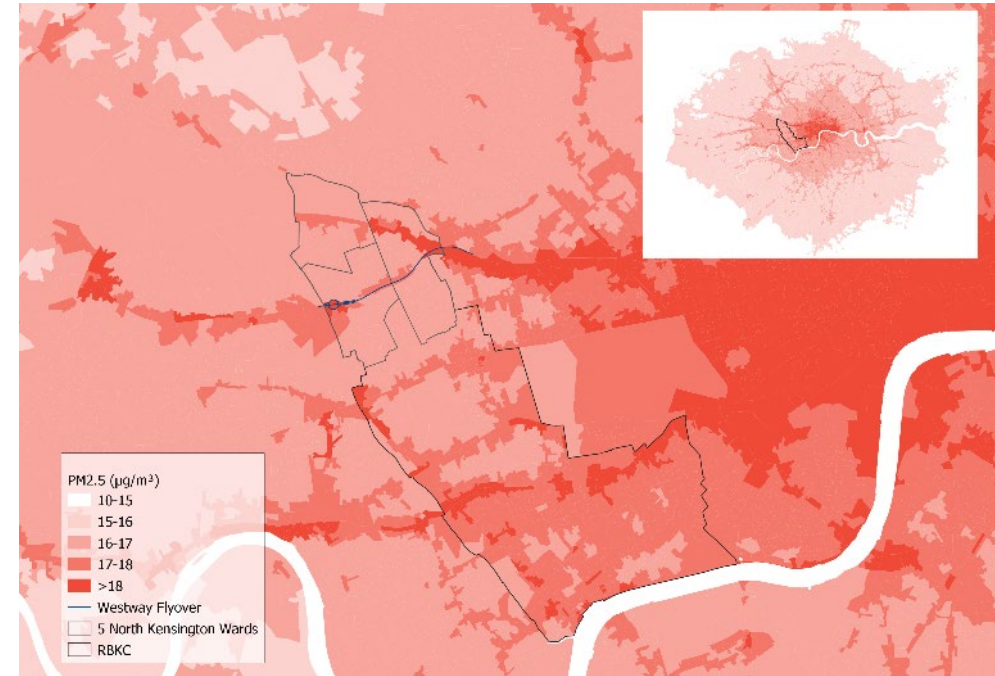 PM2.5 (µg/m³)
10-15
15-16
16-17
17-18
>18
Westway Flyover
5 North Kensington Wards
RBKC